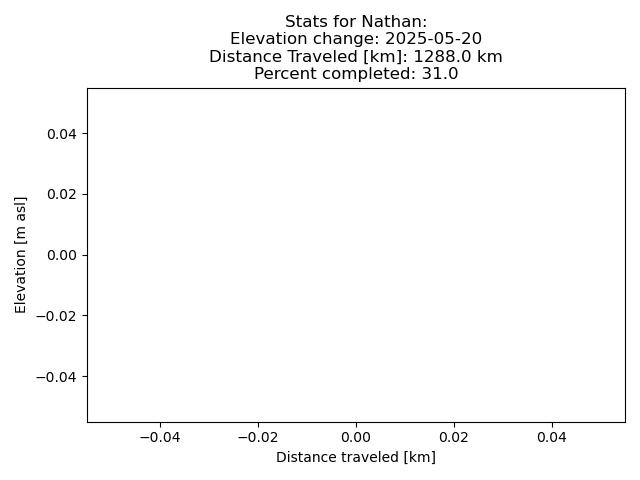 Stats for Nathan:
Elevation change: 2025-05-20
Distance Traveled [km]: 1288.0 km
Percent completed: 31.0
0.04
0.02
0.00
−0.02
−0.04
Elevation [m asl]
−0.04 −0.02 0.00 0.02 0.04
Distance traveled [km]